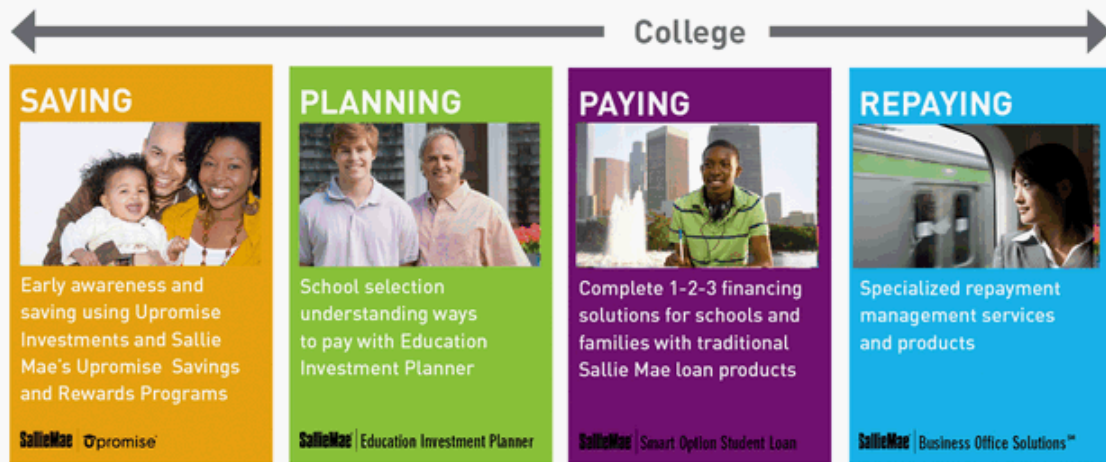 College
SAVING
Early awareness and
saving using Upromise
Investments and Sallie
Mae's Upromise Savings
and Rewards Programs
SallieMae | Upromise
PLANNING
School selection
understanding ways
to pay with Education
Investment Planner
SallieMae | Education Investment Planner
PAYING
Complete 1-2-3 financing
solutions for schools and
families with traditional
Sallie Mae loan products
SallieMae | Smart Option Student Loan
REPAYING
Specialized repayment
management services
and products
SallieMae | Business Office Solutions℠